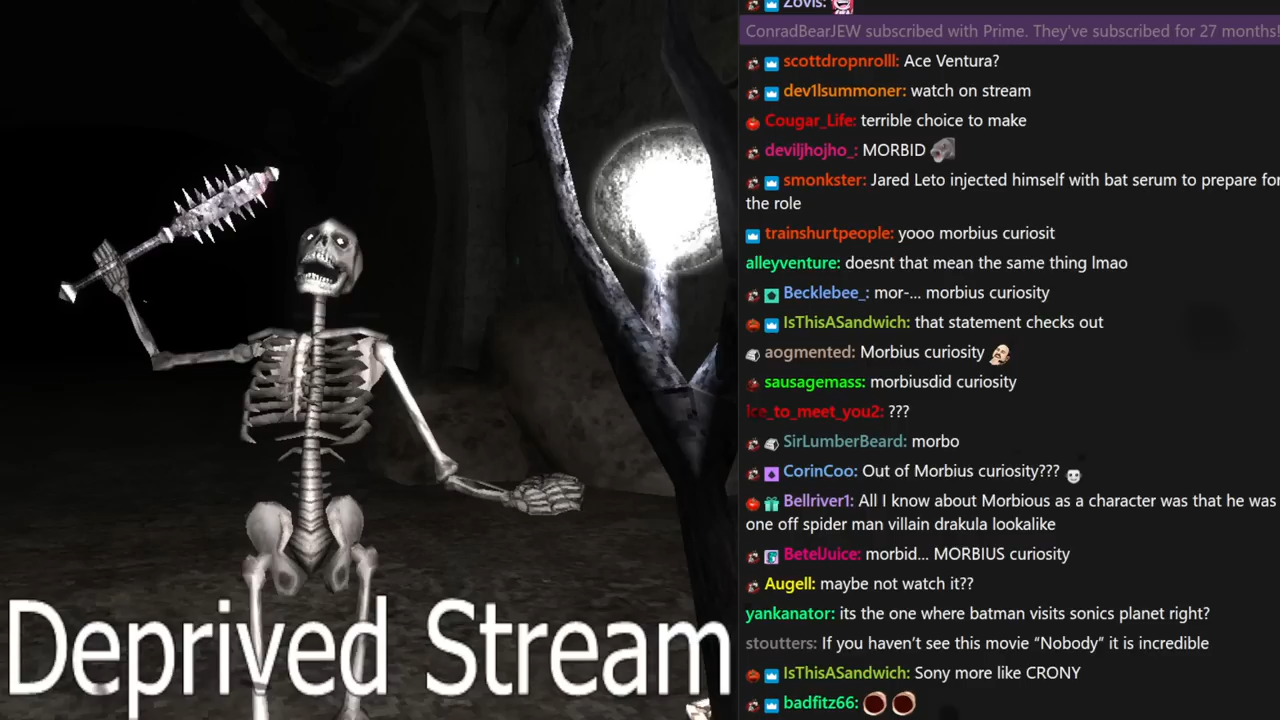 Zovis:
ConradBearJEW subscribed with Prime. They've subscribed for 27 months!
scottdropnrolll: Ace Ventura?
dev1lsummoner: watch on stream
Cougar_Life: terrible choice to make
deviljhojho_: MORBID
smonkster: Jared Leto injected himself with bat serum to prepare for
the role
trainshurtpeople: yooo morbius curiosit
alleyventure: doesnt that mean the same thing lmao
Becklebee_: mor-... morbius curiosity
IsThisASandwich: that statement checks out
aogmented: Morbius curiosity
sausagemass: morbiusdid curiosity
Ice_to_meet_you2: ???
SirLumberBeard: morbo
CorinCoo: Out of Morbius curiosity???
Bellriver1: All I know about Morbious as a character was that he was
one off spider man villain drakula lookalike
BetelJuice: morbid... MORBIUS curiosity
Augell: maybe not watch it??
yankanator: its the one where batman visits sonics planet right?
stoutters: If you haven't see this movie “Nobody” it is incredible
IsThisASandwich: Sony more like CRONY
badfitz66:
Deprived Stream